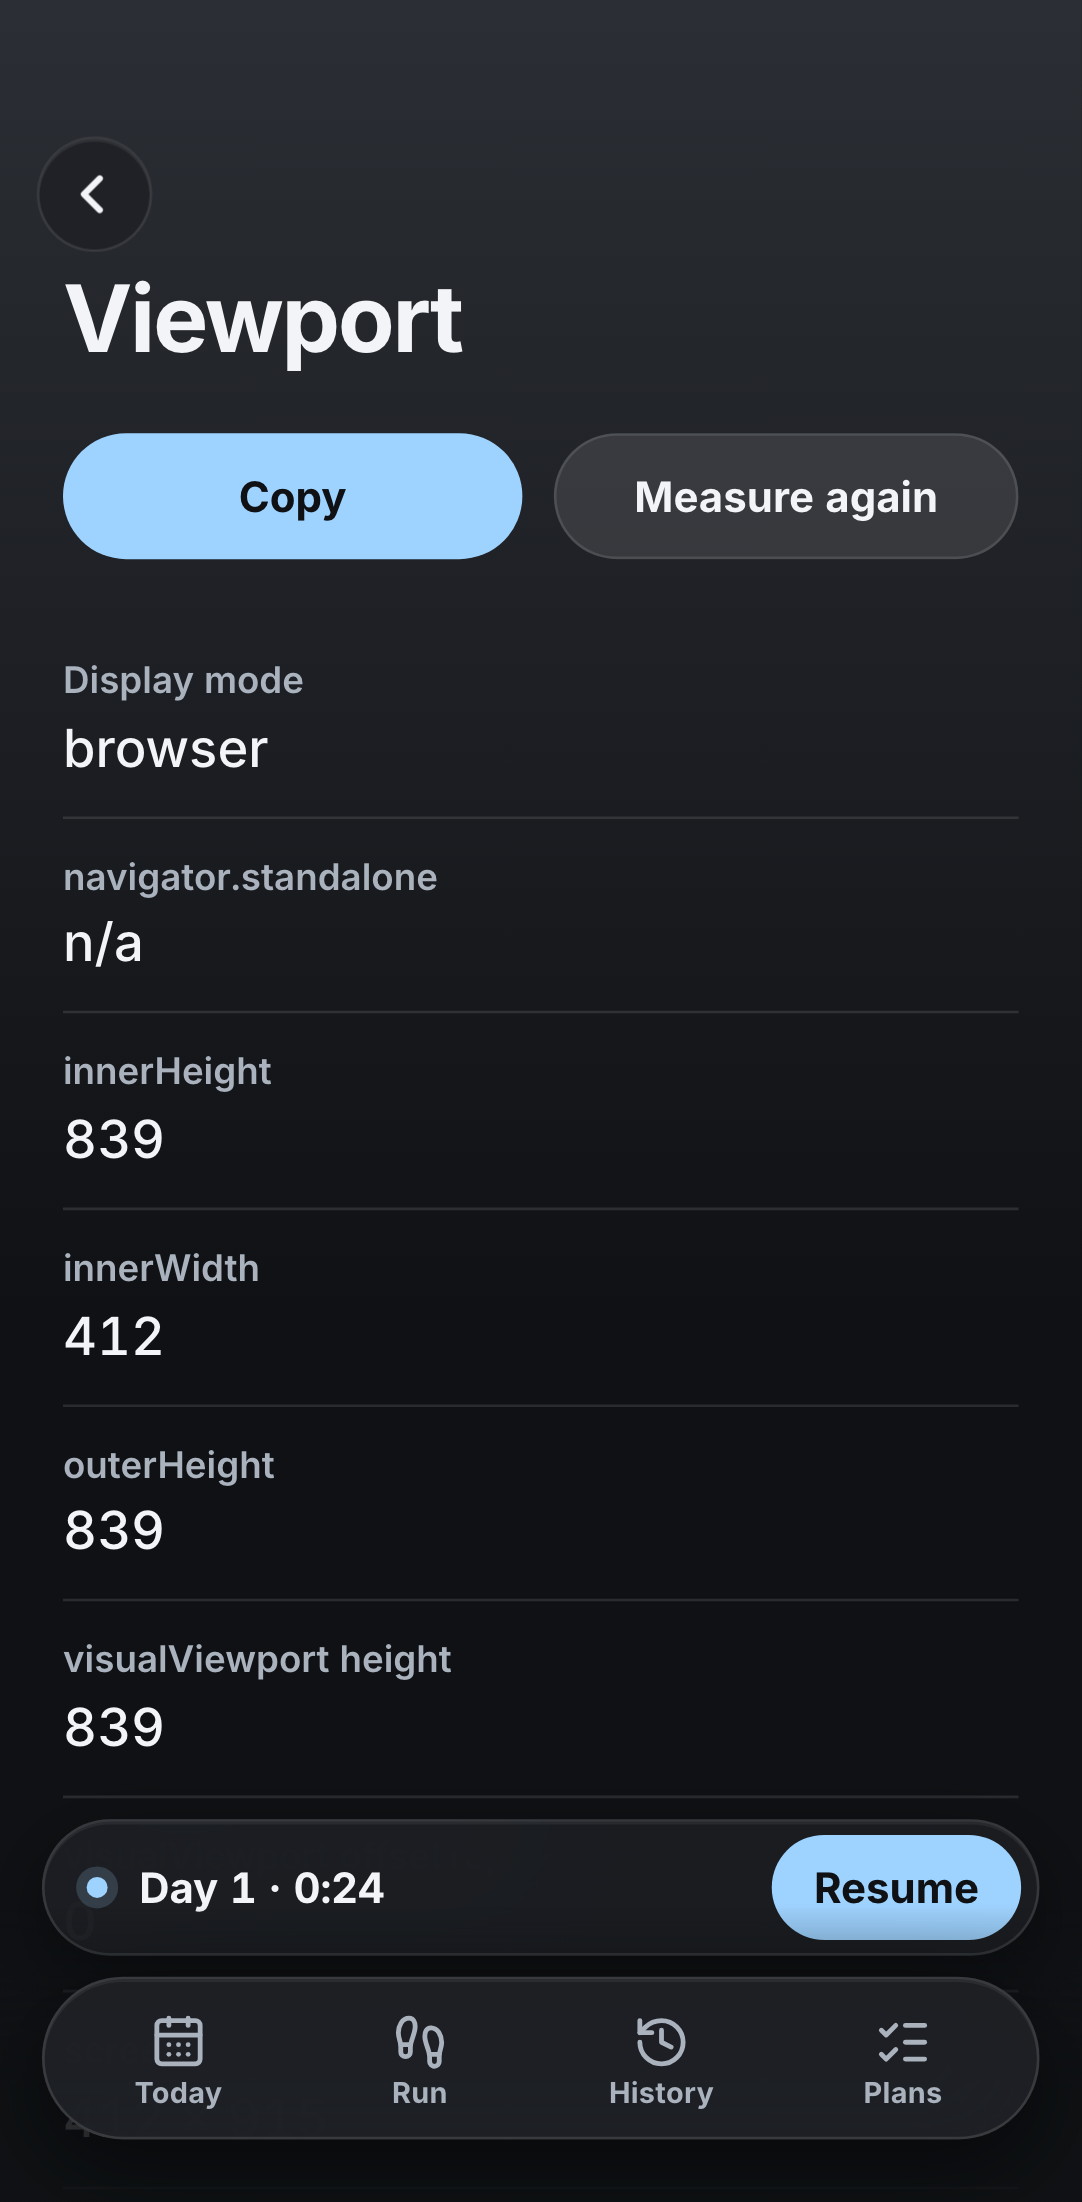 Viewport
Copy
Measure again
Display mode
browser
navigator.standalone
n/a
innerHeight
839
innerWidth
412
outerHeight
839
visualViewport height
839
Day 1 · 0:24
Resume
Today
Run
History
Plans